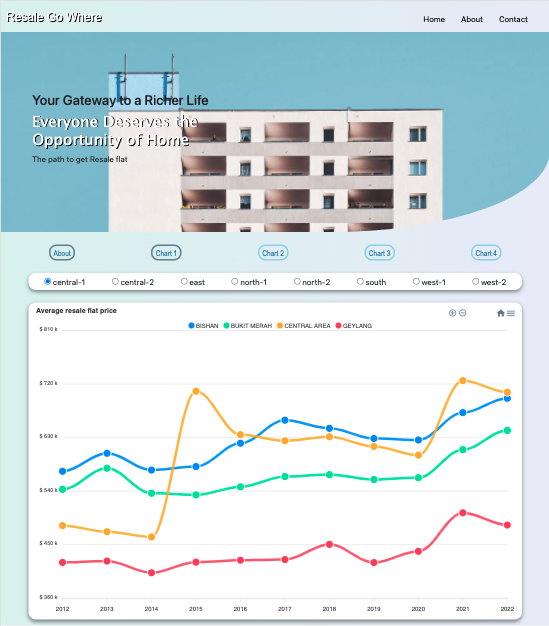 Resale Go Where
Home About Contact
Your Gateway to a Richer Life
Everyone Deserves the
Opportunity of Home
The path to get Resale flat
About Chart 1 Chart 2 Chart 3 Chart 4
central-1 central-2 east north-1 north-2 south west-1 west-2
Average resale flat price
BISHAN BUKIT MERAH CENTRAL AREA GEYLANG
$ 810 k
$ 720 k
$ 630 k
$ 540 k
$ 450 k
$ 360 k
2012 2013 2014 2015 2016 2017 2018 2019 2020 2021 2022